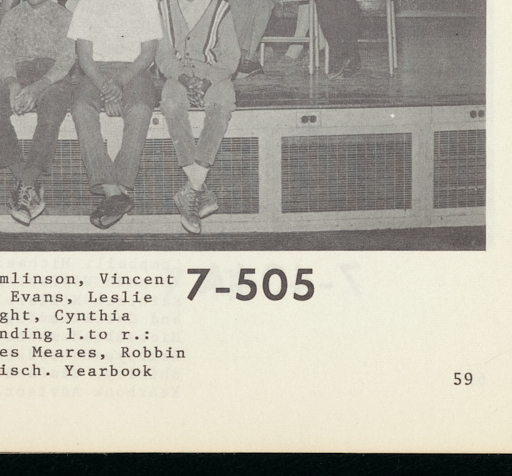 mlinson, Vincent
Evans, Leslie
ght, Cynthia
nding l.to r.:
es Meares, Robbin
isch. Yearbook
7-505
59